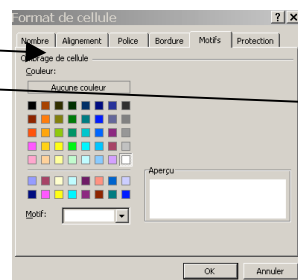 Format de cellule
Nombre Alignement Police Bordure Motifs Protection
Ombrage de cellule
Couleur:
Aucune couleur
Aperçu
Motif:
OK Annuler